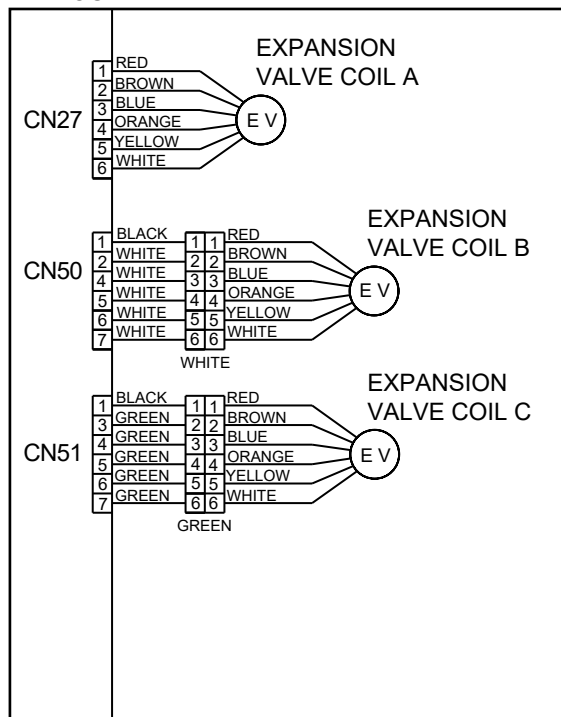 EXPANSION
VALVE COIL A
CN27
1 RED
2 BROWN
3 BLUE
4 ORANGE
5 YELLOW
6 WHITE
E V
EXPANSION
VALVE COIL B
CN50
1 BLACK 1 1 RED
2 WHITE 2 2 BROWN
4 WHITE 3 3 BLUE
5 WHITE 4 4 ORANGE
6 WHITE 5 5 YELLOW
7 WHITE 6 6 WHITE
E V
WHITE
EXPANSION
VALVE COIL C
CN51
1 BLACK 1 1 RED
3 GREEN 2 2 BROWN
4 GREEN 3 3 BLUE
5 GREEN 4 4 ORANGE
6 GREEN 5 5 YELLOW
7 GREEN 6 6 WHITE
E V
GREEN